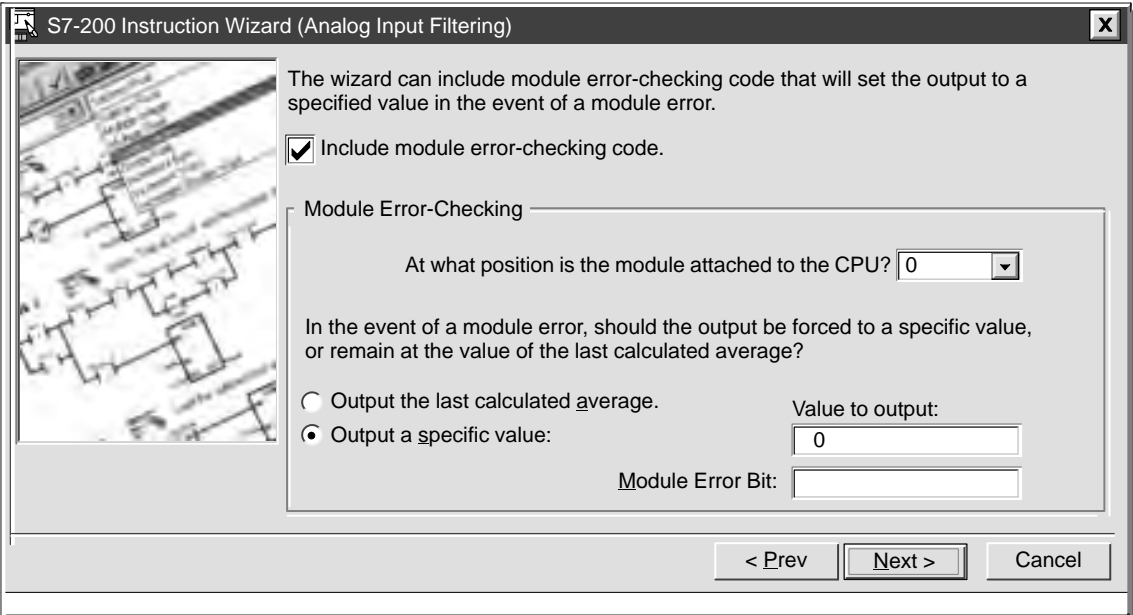 S7-200 Instruction Wizard (Analog Input Filtering)
X
The wizard can include module error-checking code that will set the output to a
specified value in the event of a module error.
Include module error-checking code.
Module Error-Checking
At what position is the module attached to the CPU? 0
In the event of a module error, should the output be forced to a specific value,
or remain at the value of the last calculated average?
Output the last calculated average.
Value to output:
Output a specific value:
0
Module Error Bit:
< Prev
Next >
Cancel